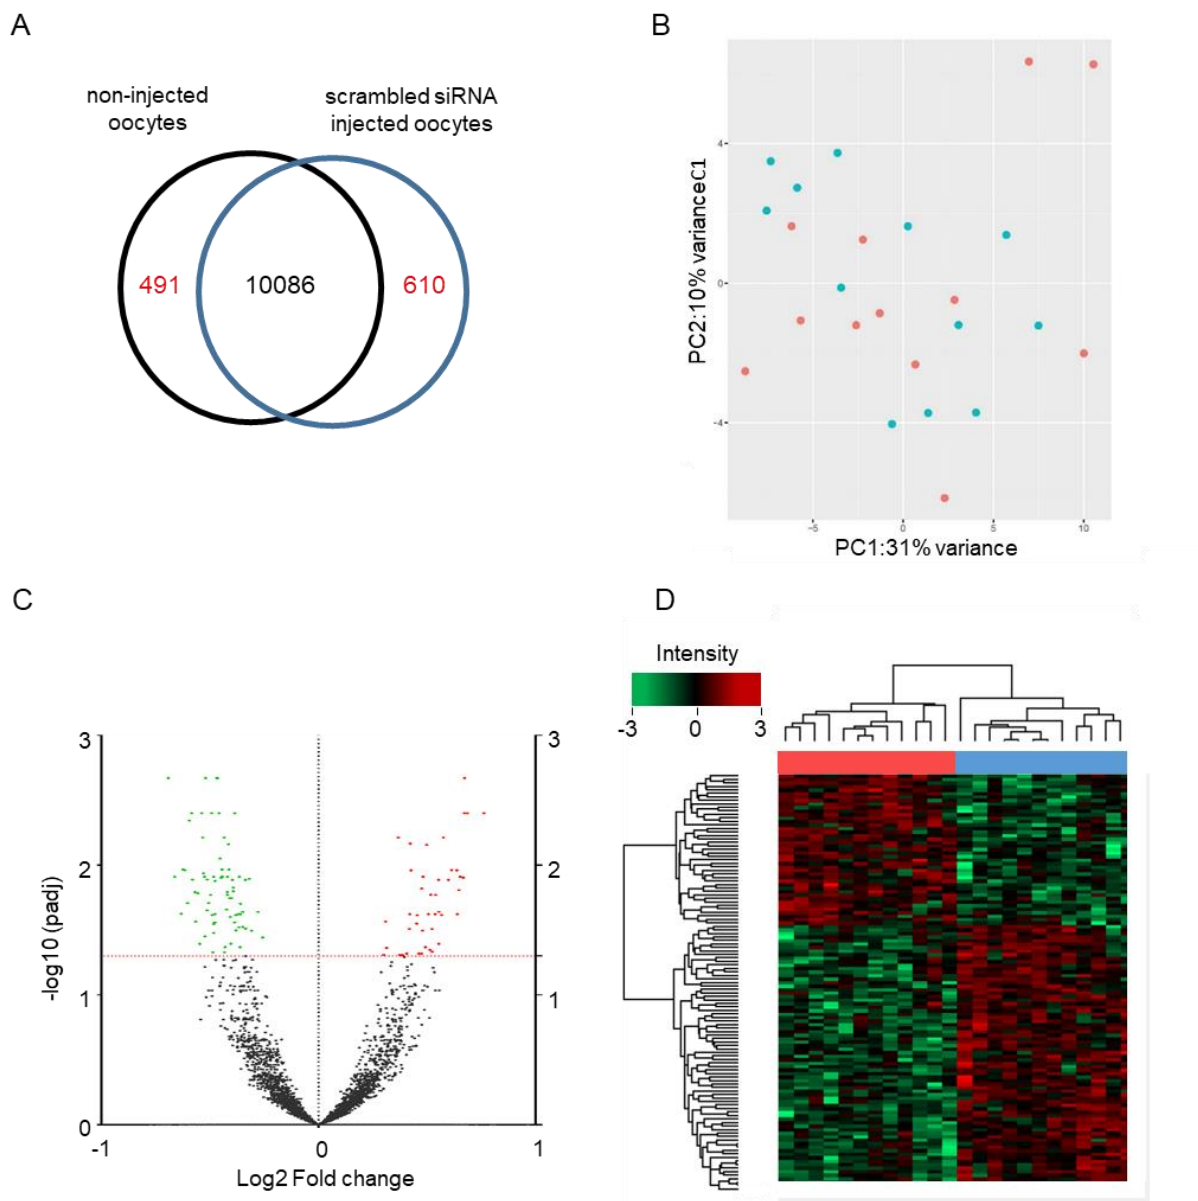 A
non-injected
oocytes
scrambled siRNA
injected oocytes
491
10086
610
B
PC2:10% varianceC1
4
0
-4
-5
0
5
10
PC1:31% variance
C
-log10 (padj)
3
2
1
0
3
2
1
-1
0
1
Log2 Fold change
D
Intensity
-3
0
3